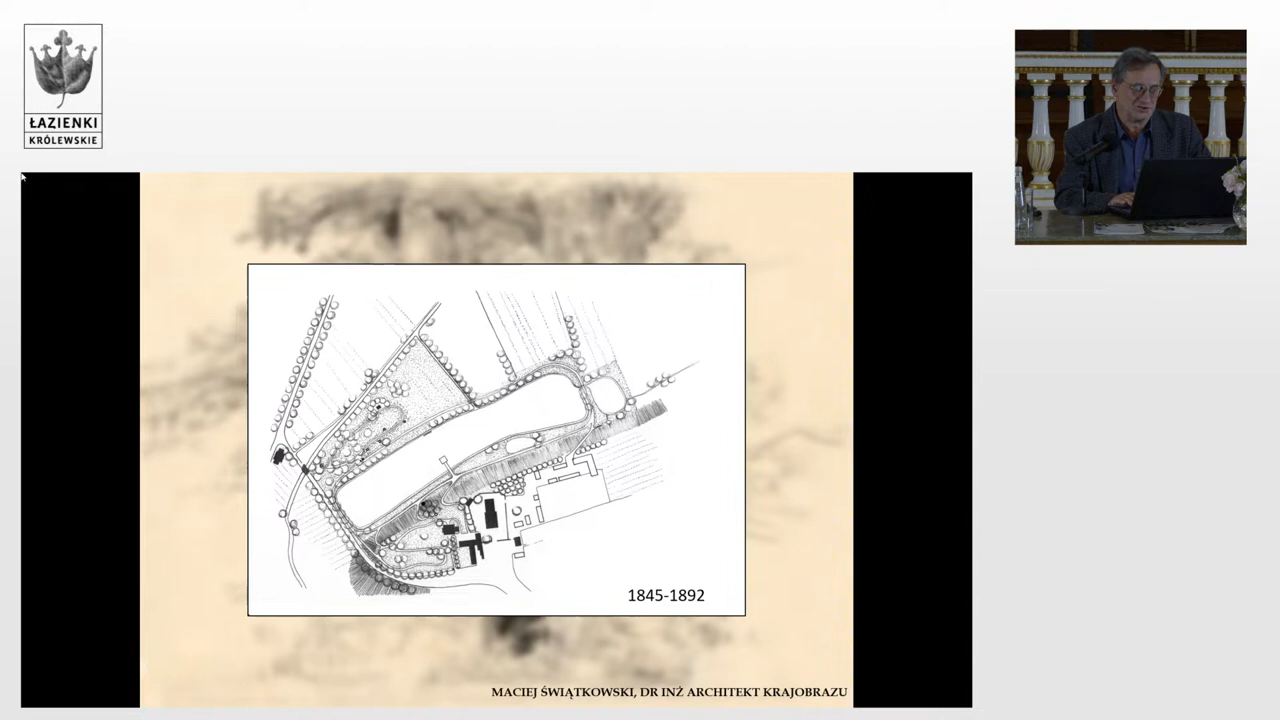 ŁAZIENKI
KRÓLEWSKIE
1845-1892
MACIEJ ŚWIĄTKOWSKI, DR INŻ ARCHITEKT KRAJOBRAZU